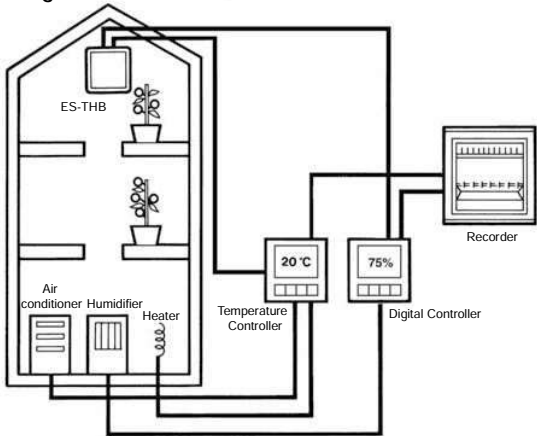 ES-THB
Recorder
20 °C
75%
Air
conditioner
Humidifier
Heater
Temperature
Controller
Digital Controller